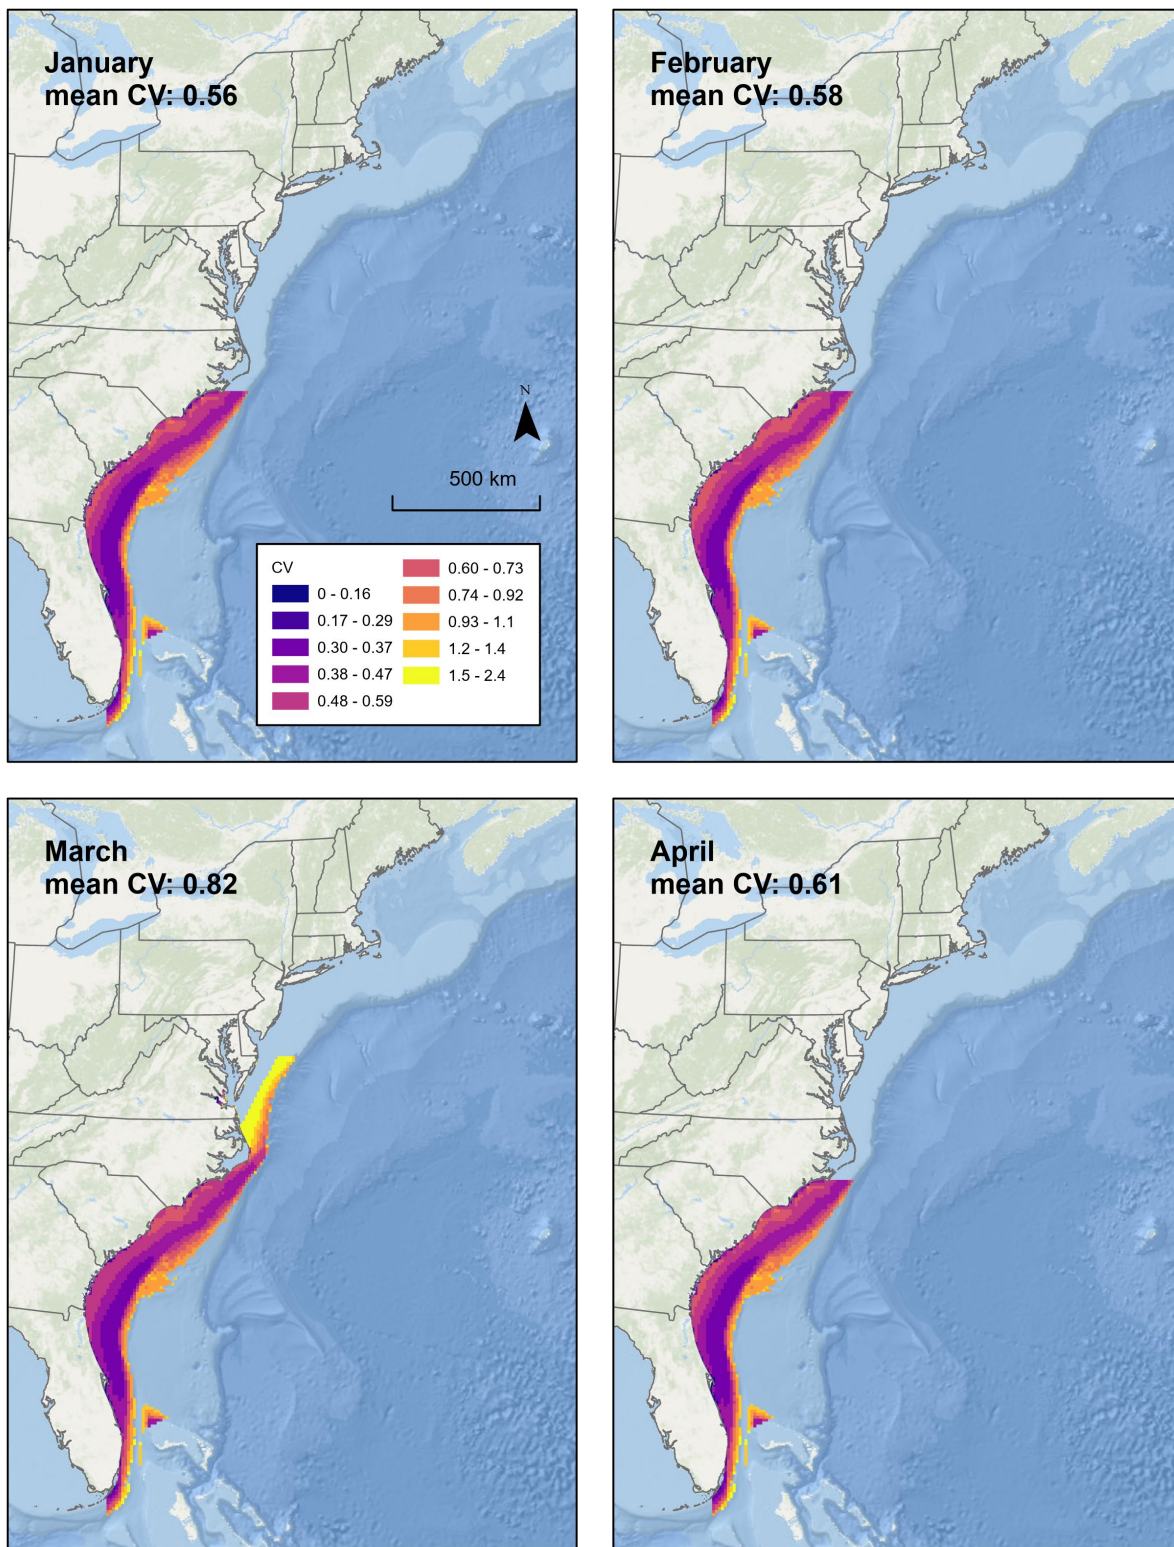 January
mean CV: 0.56
February
mean CV: 0.58
N
500 km
CV
0 - 0.16
0.17 - 0.29
0.30 - 0.37
0.38 - 0.47
0.48 - 0.59
0.60 - 0.73
0.74 - 0.92
0.93 - 1.1
1.2 - 1.4
1.5 - 2.4
March
mean CV: 0.82
April
mean CV: 0.61